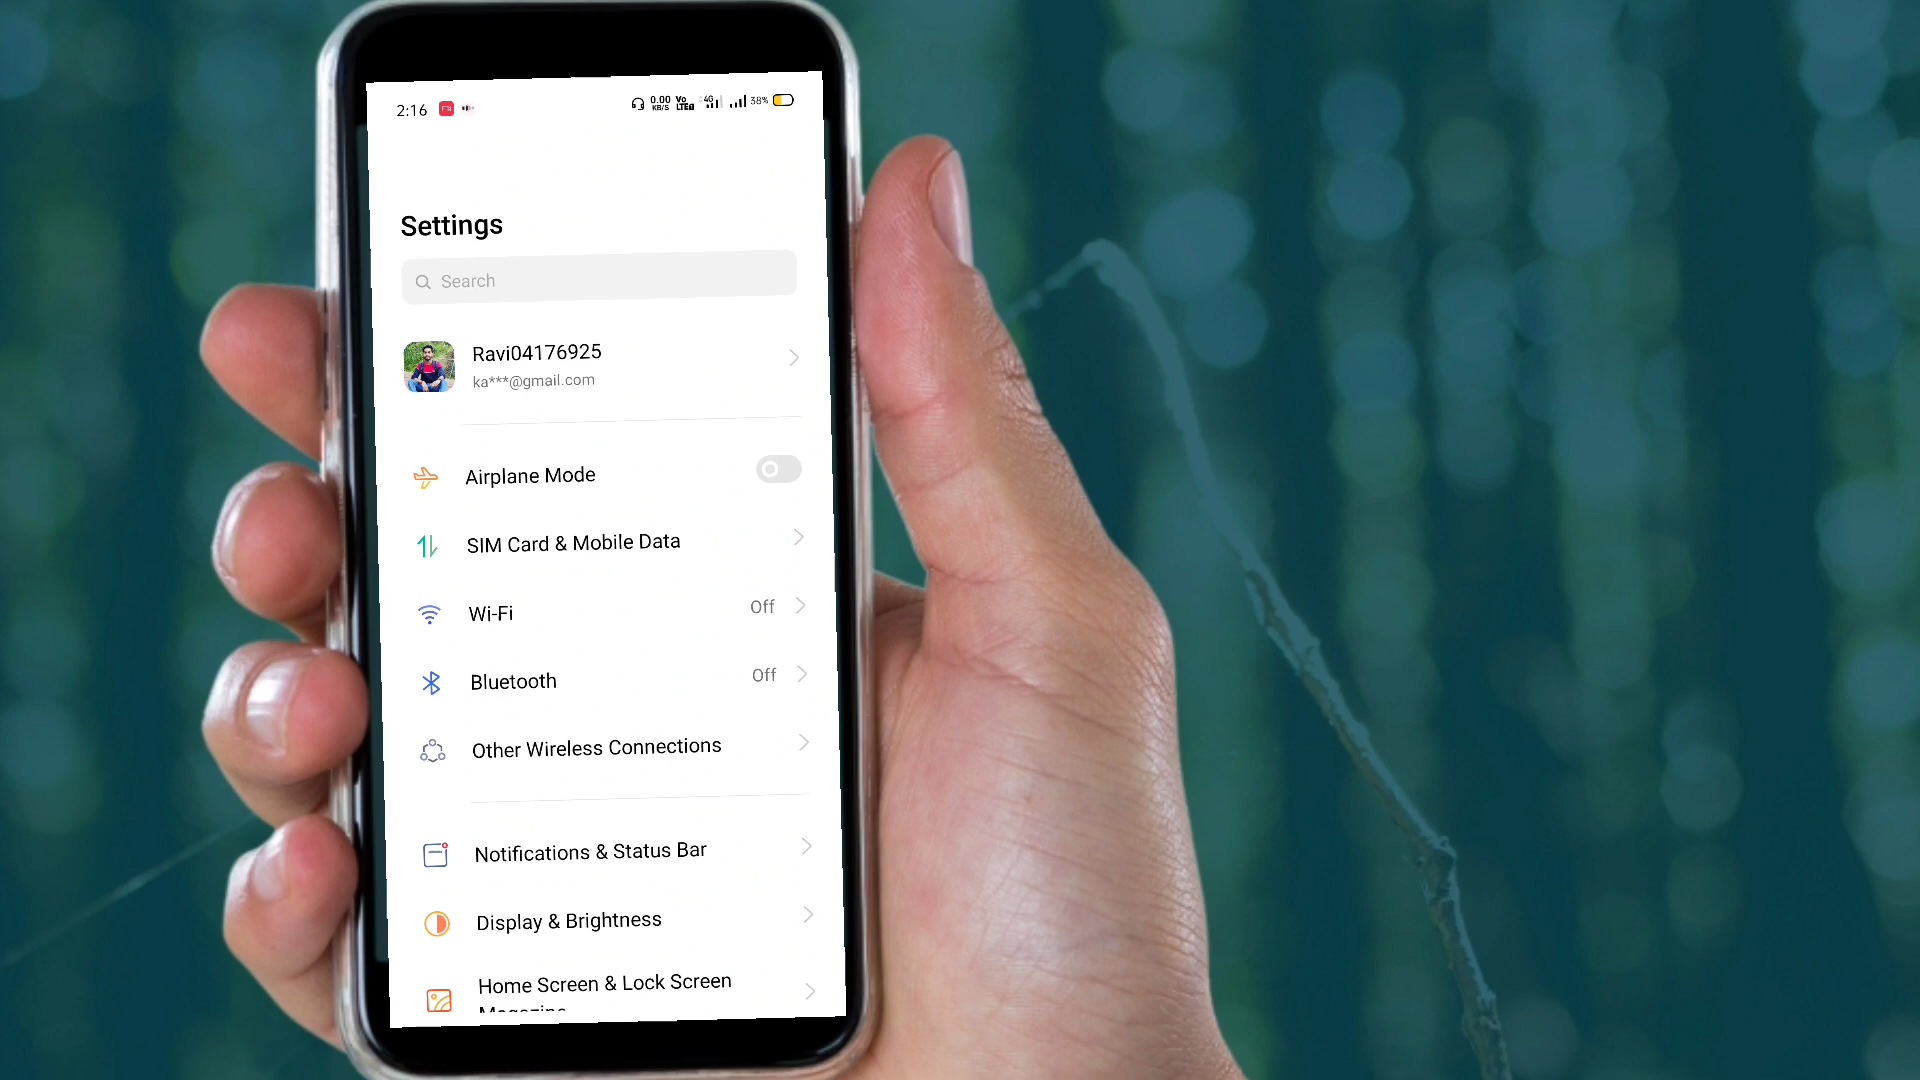 2:16 0.00 KB/S Vo LTE 4G 38%
Settings
Search
Ravi04176925
ka***@gmail.com
Airplane Mode
SIM Card & Mobile Data
Wi-Fi Off
Bluetooth Off
Other Wireless Connections
Notifications & Status Bar
Display & Brightness
Home Screen & Lock Screen
Magazine